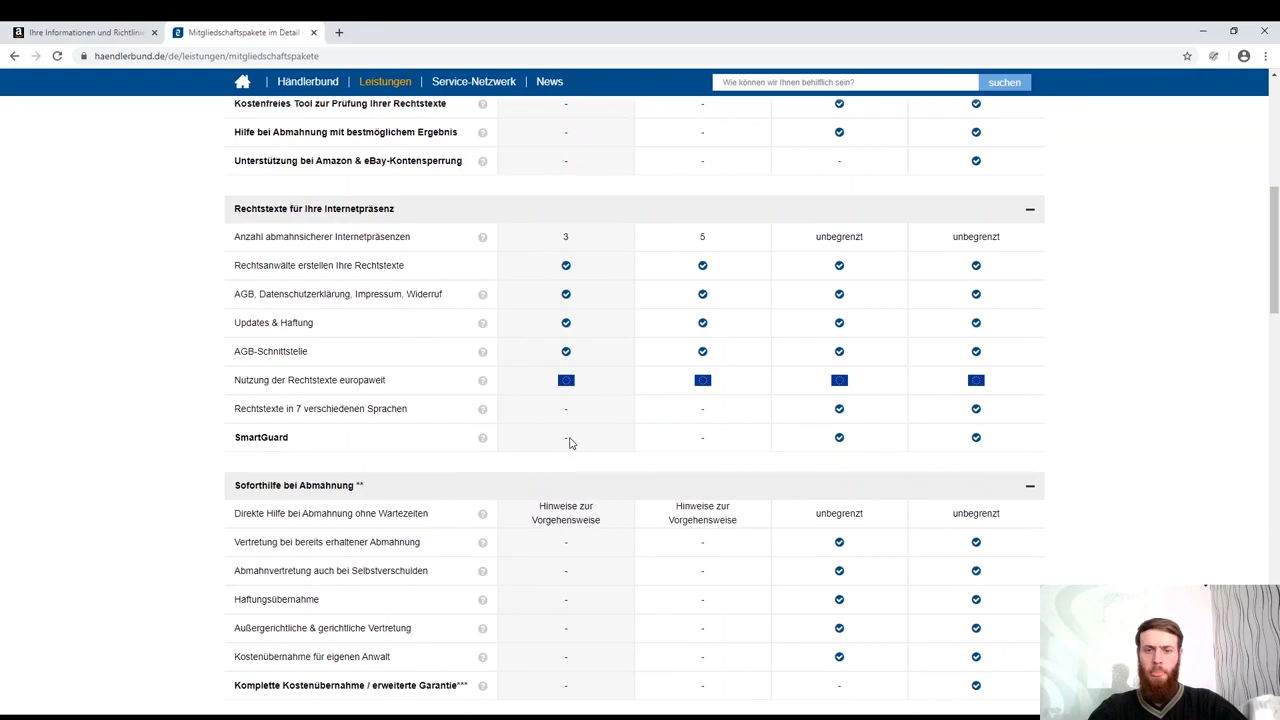 Ihre Informationen und Richtlinie
Mitgliedschaftspakete im Detail -
haendlerbund.de/de/leistungen/mitgliedschaftspakete
Händlerbund Leistungen Service-Netzwerk News Wie können wir Ihnen behilflich sein? suchen
Kostenfreies Tool zur Prüfung Ihrer Rechtstexte ? - -
Hilfe bei Abmahnung mit bestmöglichem Ergebnis ? - -
Unterstützung bei Amazon & eBay-Kontensperrung ? - - -
Rechtstexte für Ihre Internetpräsenz
Anzahl abmahnsicherer Internetpräsenzen ? 3 5 unbegrenzt unbegrenzt
Rechtsanwälte erstellen Ihre Rechtstexte ?
AGB, Datenschutzerklärung, Impressum, Widerruf ?
Updates & Haftung ?
AGB-Schnittstelle ?
Nutzung der Rechtstexte europaweit ?
Rechtstexte in 7 verschiedenen Sprachen ? - -
SmartGuard ? - -
Soforthilfe bei Abmahnung **
Direkte Hilfe bei Abmahnung ohne Wartezeiten ? Hinweise zur Vorgehensweise Hinweise zur Vorgehensweise unbegrenzt unbegrenzt
Vertretung bei bereits erhaltener Abmahnung ? - -
Abmahnvertretung auch bei Selbstverschulden ? - -
Haftungsübernahme ? - -
Außergerichtliche & gerichtliche Vertretung ? - -
Kostenübernahme für eigenen Anwalt ? - -
Komplette Kostenübernahme / erweiterte Garantie*** ? - - -